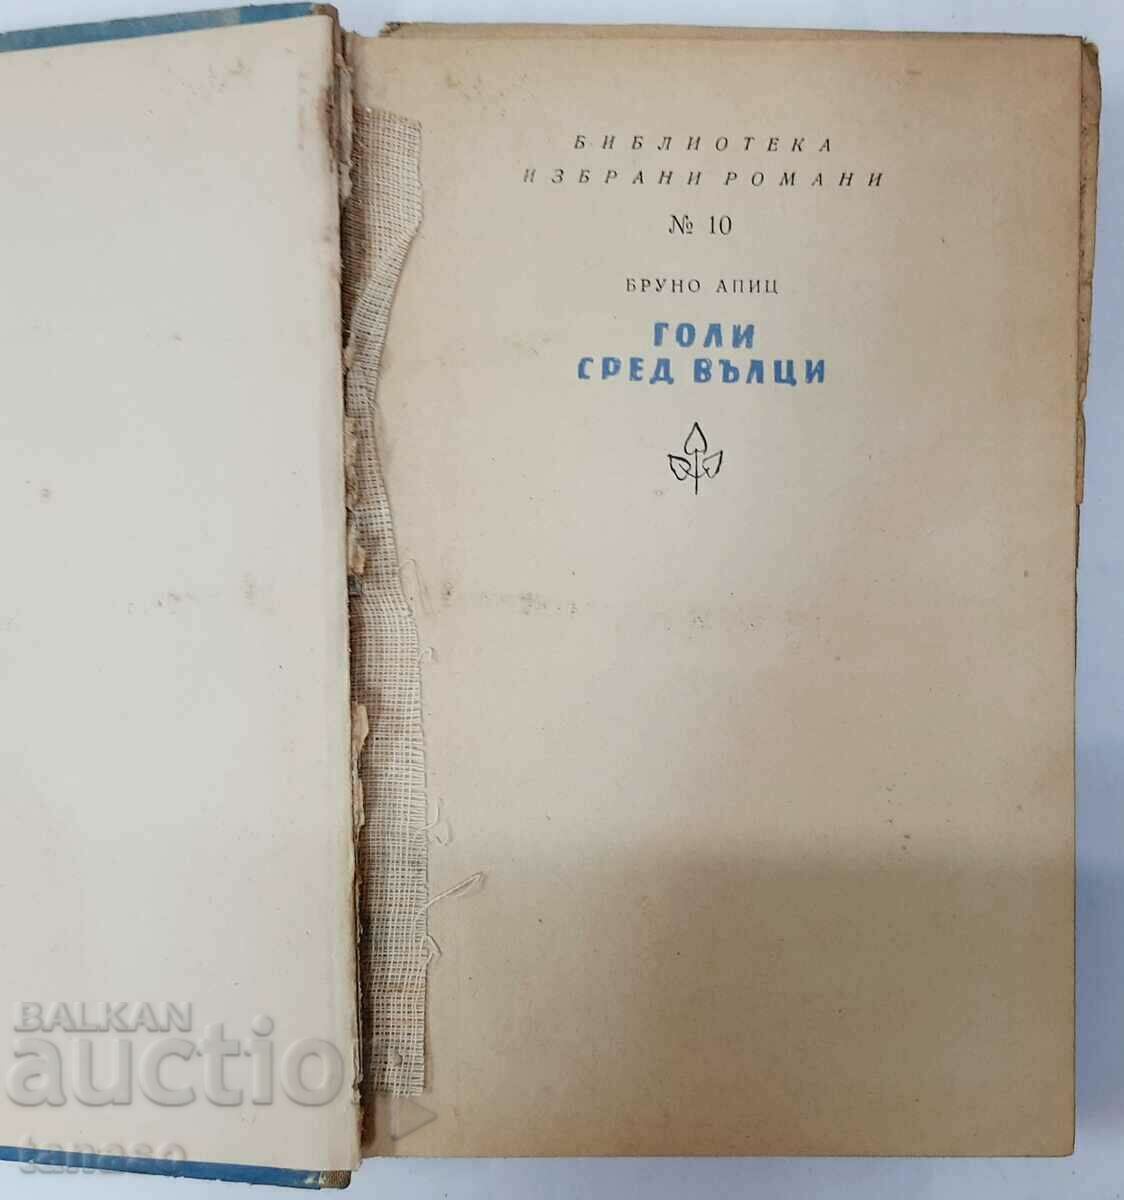 БИБЛИОТЕКА
ИЗБРАНИ РОМАНИ
№ 10
БРУНО АПИЦ
ГОЛИ
СРЕД ВЪЛЦИ
BALKAN
auctio
tanaso